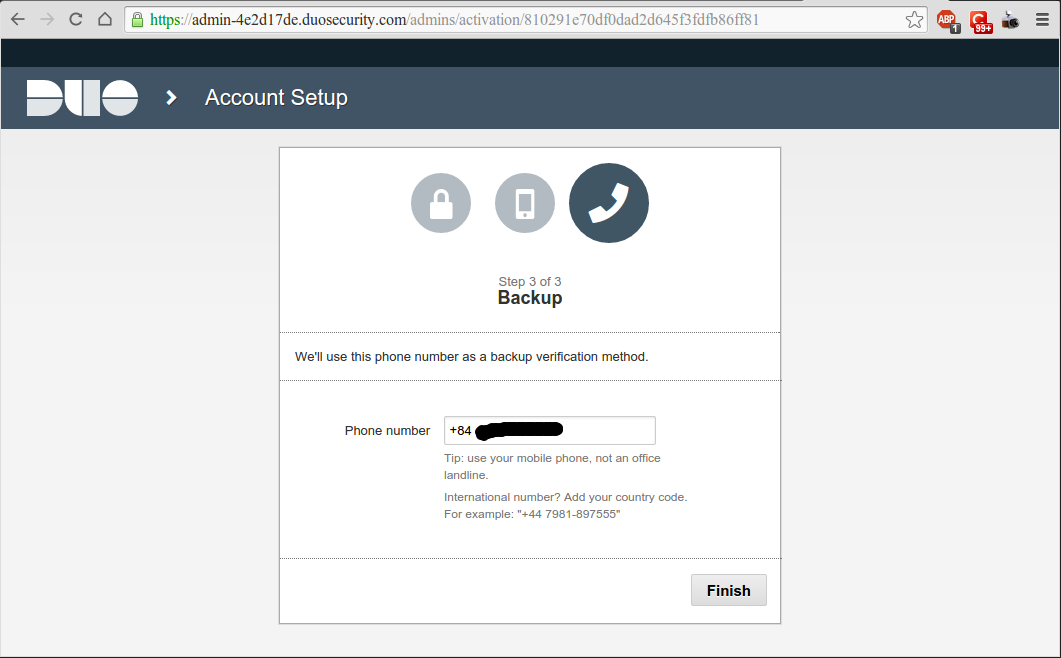 https://admin-4e2d17de.duosecurity.com/admins/activation/810291e70df0dad2d645f3fdfb86ff81
ABP
1
99+
DUO
Account Setup
Step 3 of 3
Backup
We'll use this phone number as a backup verification method.
Phone number
+84
Tip: use your mobile phone, not an office
landline.
International number? Add your country code.
For example: "+44 7981-897555"
Finish